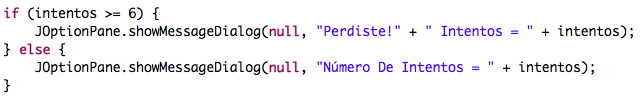 if (intentos >= 6) {
    JOptionPane.showMessageDialog(null, "Perdiste!" + " Intentos = " + intentos);
} else {
    JOptionPane.showMessageDialog(null, "Número De Intentos = " + intentos);
}